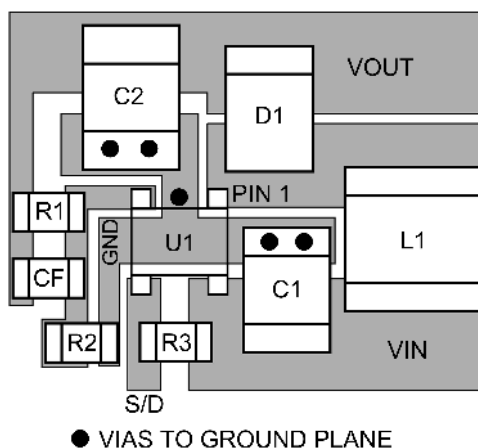 VOUT
C2
D1
PIN 1
R1
GND
U1
L1
CF
C1
R2
R3
VIN
S/D
VIAS TO GROUND PLANE